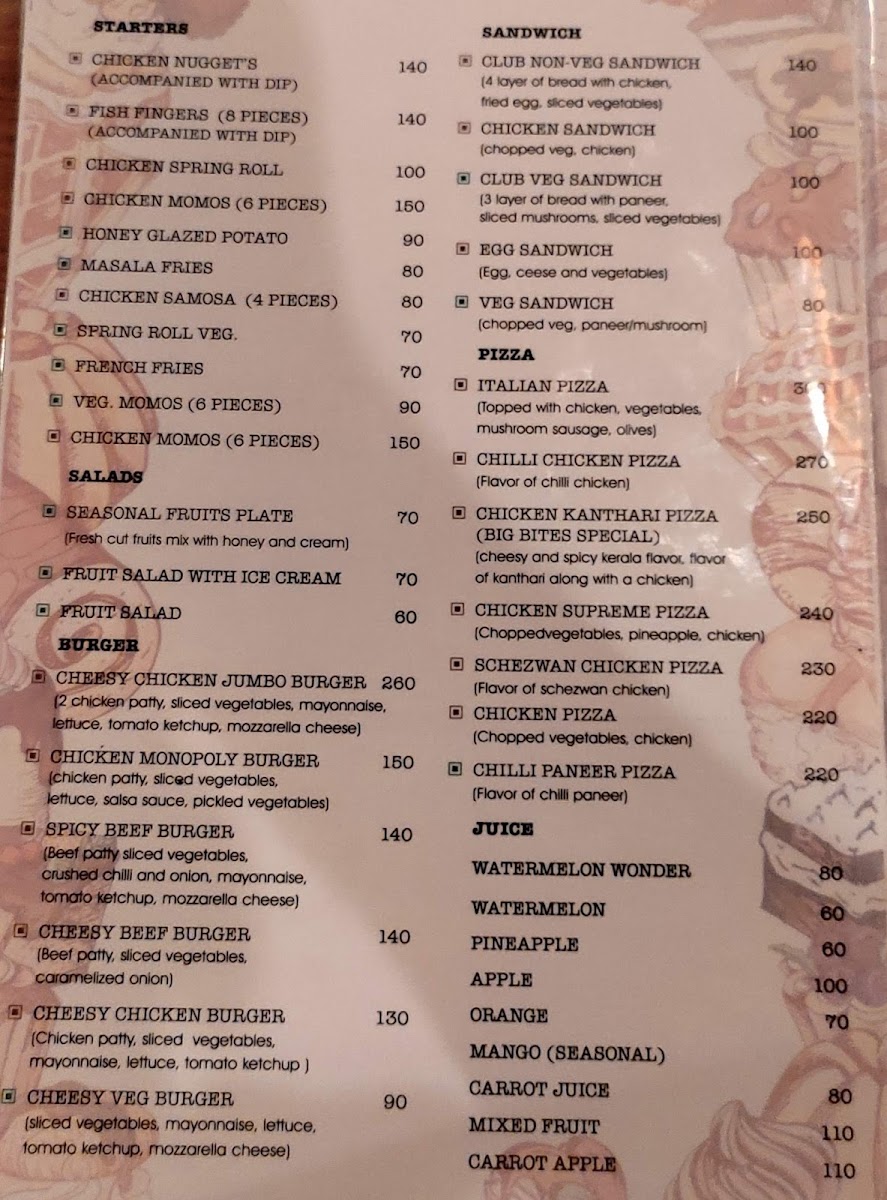 STARTERS
CHICKEN NUGGET'S 140
(ACCOMPANIED WITH DIP)
FISH FINGERS (8 PIECES) 140
(ACCOMPANIED WITH DIP)
CHICKEN SPRING ROLL 100
CHICKEN MOMOS (6 PIECES) 150
HONEY GLAZED POTATO 90
MASALA FRIES 80
CHICKEN SAMOSA (4 PIECES) 80
SPRING ROLL VEG. 70
FRENCH FRIES 70
VEG. MOMOS (6 PIECES) 90
CHICKEN MOMOS (6 PIECES) 150
SALADS
SEASONAL FRUITS PLATE 70
(Fresh cut fruits mix with honey and cream)
FRUIT SALAD WITH ICE CREAM 70
FRUIT SALAD 60
BURGER
CHEESY CHICKEN JUMBO BURGER 260
(2 chicken patty, sliced vegetables, mayonnaise,
lettuce, tomato ketchup, mozzarella cheese)
CHICKEN MONOPOLY BURGER 150
(chicken patty, sliced vegetables,
lettuce, salsa sauce, pickled vegetables)
SPICY BEEF BURGER 140
(Beef patty sliced vegetables,
crushed chilli and onion, mayonnaise,
tomato ketchup, mozzarella cheese)
CHEESY BEEF BURGER 140
(Beef patty, sliced vegetables,
caramelized onion)
CHEESY CHICKEN BURGER 130
(Chicken patty, sliced vegetables,
mayonnaise, lettuce, tomato ketchup )
CHEESY VEG BURGER 90
(sliced vegetables, mayonnaise, lettuce,
tomato ketchup, mozzarella cheese)
SANDWICH
CLUB NON-VEG SANDWICH 140
(4 layer of bread with chicken,
fried egg, sliced vegetables)
CHICKEN SANDWICH 100
(chopped veg, chicken)
CLUB VEG SANDWICH 100
(3 layer of bread with paneer,
sliced mushrooms, sliced vegetables)
EGG SANDWICH 100
(Egg, ceese and vegetables)
VEG SANDWICH 80
(chopped veg, paneer/mushroom)
PIZZA
ITALIAN PIZZA
(Topped with chicken, vegetables,
mushroom sausage, olives)
CHILLI CHICKEN PIZZA 270
(Flavor of chilli chicken)
CHICKEN KANTHARI PIZZA 250
(BIG BITES SPECIAL)
(cheesy and spicy kerala flavor, flavor
of kanthari along with a chicken)
CHICKEN SUPREME PIZZA 240
(Choppedvegetables, pineapple, chicken)
SCHEZWAN CHICKEN PIZZA 230
(Flavor of schezwan chicken)
CHICKEN PIZZA 220
(Chopped vegetables, chicken)
CHILLI PANEER PIZZA 220
(Flavor of chilli paneer)
JUICE
WATERMELON WONDER 80
WATERMELON 60
PINEAPPLE 60
APPLE 100
ORANGE 70
MANGO (SEASONAL)
CARROT JUICE 80
MIXED FRUIT 110
CARROT APPLE 110